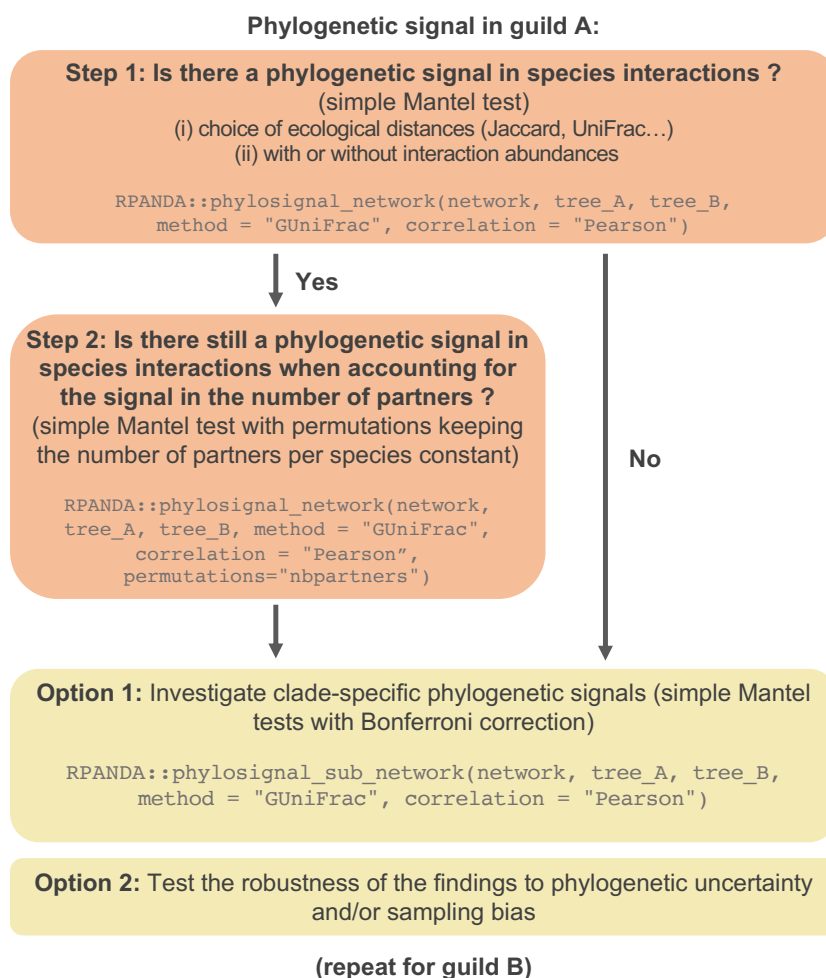 Phylogenetic signal in guild A:
Step 1: Is there a phylogenetic signal in species interactions ?
(simple Mantel test)
(i) choice of ecological distances (Jaccard, UniFrac…)
(ii) with or without interaction abundances
RPANDA::phylosignal_network(network, tree_A, tree_B,
method = "GUniFrac", correlation = "Pearson")
Yes
Step 2: Is there still a phylogenetic signal in
species interactions when accounting for
the signal in the number of partners ?
(simple Mantel test with permutations keeping
the number of partners per species constant)
RPANDA::phylosignal_network(network,
tree_A, tree_B, method = "GUniFrac",
correlation = "Pearson”,
permutations="nbpartners")
No
Option 1: Investigate clade-specific phylogenetic signals (simple Mantel
tests with Bonferroni correction)
RPANDA::phylosignal_sub_network(network, tree_A, tree_B,
method = "GUniFrac", correlation = "Pearson")
Option 2: Test the robustness of the findings to phylogenetic uncertainty
and/or sampling bias
(repeat for guild B)